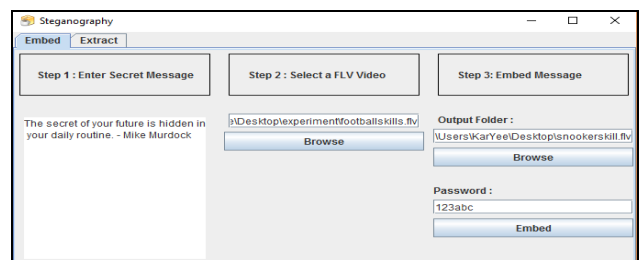 Steganography
Embed Extract
Step 1 : Enter Secret Message
Step 2 : Select a FLV Video
Step 3: Embed Message
The secret of your future is hidden in
your daily routine. - Mike Murdock
e\Desktop\experiment\footballskills.flv
Browse
Output Folder :
\Users\KarYee\Desktop\snookerskill.flv
Browse
Password :
123abc
Embed